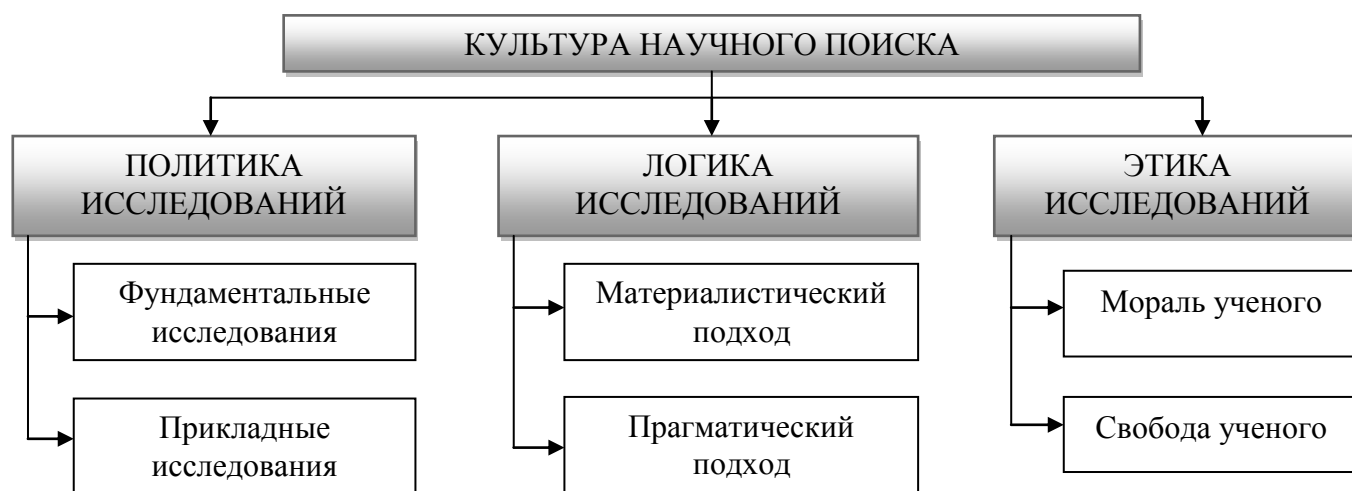 КУЛЬТУРА НАУЧНОГО ПОИСКА
ПОЛИТИКА
ИССЛЕДОВАНИЙ
Фундаментальные
исследования
Прикладные
исследования
ЛОГИКА
ИССЛЕДОВАНИЙ
Материалистический
подход
Прагматический
подход
ЭТИКА
ИССЛЕДОВАНИЙ
Мораль ученого
Свобода ученого